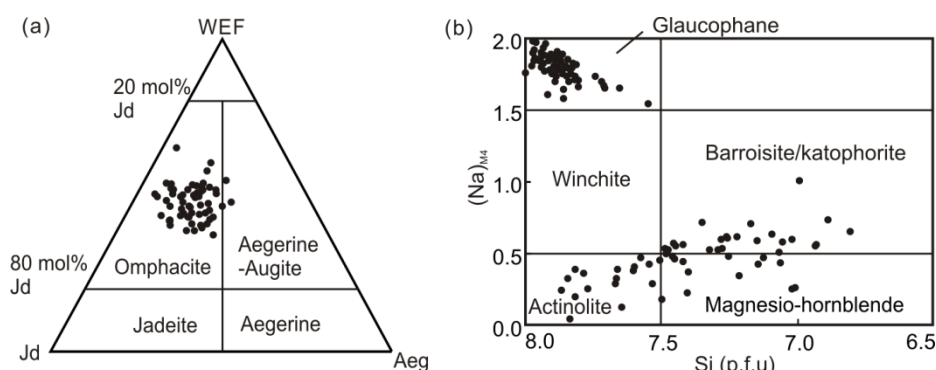 (a)
WEF
20 mol%
Jd
80 mol%
Jd
Omphacite
Aegerine
-Augite
Jadeite
Aegerine
Jd
Aeg
(b)
Glaucophane
2.0
1.5
1.0
0.5
0.0
(Na)M4
Winchite
Barroisite/katophorite
Actinolite
Magnesio-hornblende
8.0
7.5
7.0
6.5
Si (p.f.u)